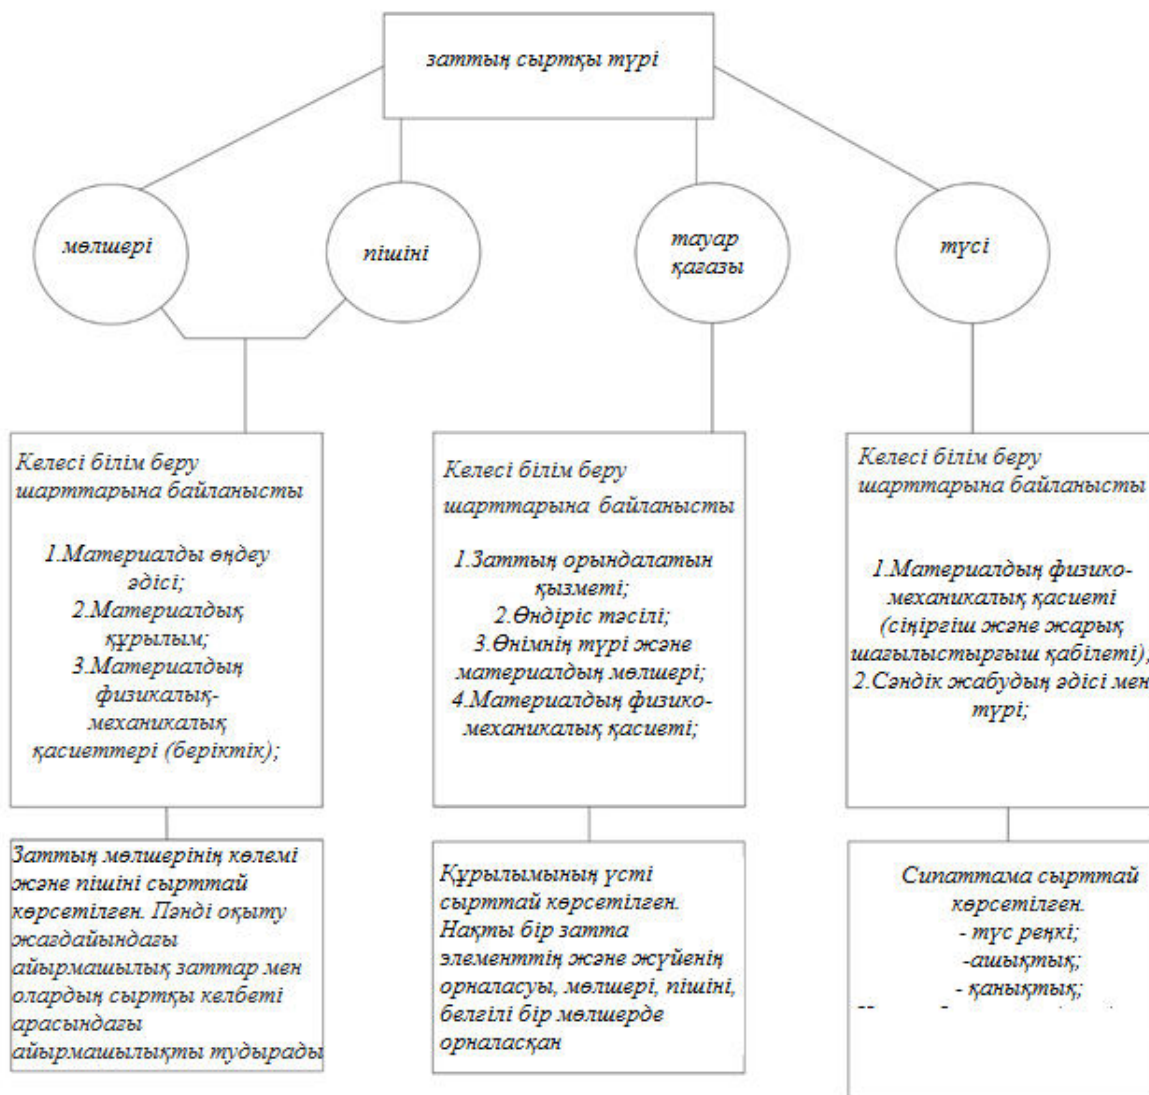 заттың сыртқы түрі
мөлшері
пішіні
тауар
қағазы
түсі
Келесі білім беру
шарттарына байланысты
1.Материалды өңдеу
әдісі;
2.Материалдық
құрылым;
3.Материалдың
физикалық-
механикалық
қасиеттері (беріктік);
Келесі білім беру
шарттарына байланысты
1.Заттың орындалатын
қызметі;
2.Өндіріс тәсілі;
3.Өнімнің түрі және
материалдың мөлшері;
4.Материалдың физико-
механикалық қасиеті;
Келесі білім беру
шарттарына байланысты
1.Материалдың физико-
механикалық қасиеті
(сіңіргіш және жарық
шағылыстырғыш қабілеті),
2.Сәндік жабудың әдісі мен
түрі;
Заттың мөлшерінің көлемі
және пішіні сырттай
көрсетілген. Пәнді оқыту
жағдайындағы
айырмашылық заттар мен
олардың сыртқы келбеті
арасындағы
айырмашылықты тудырады
Құрылымының үсті
сырттай көрсетілген.
Нақты бір затта
элементтің және жүйенің
орналасуы, мөлшері, пішіні,
белгілі бір мөлшерде
орналасқан
Сипаттама сырттай
көрсетілген.
- түс реңкі;
-ашықтық;
- қанықтық;